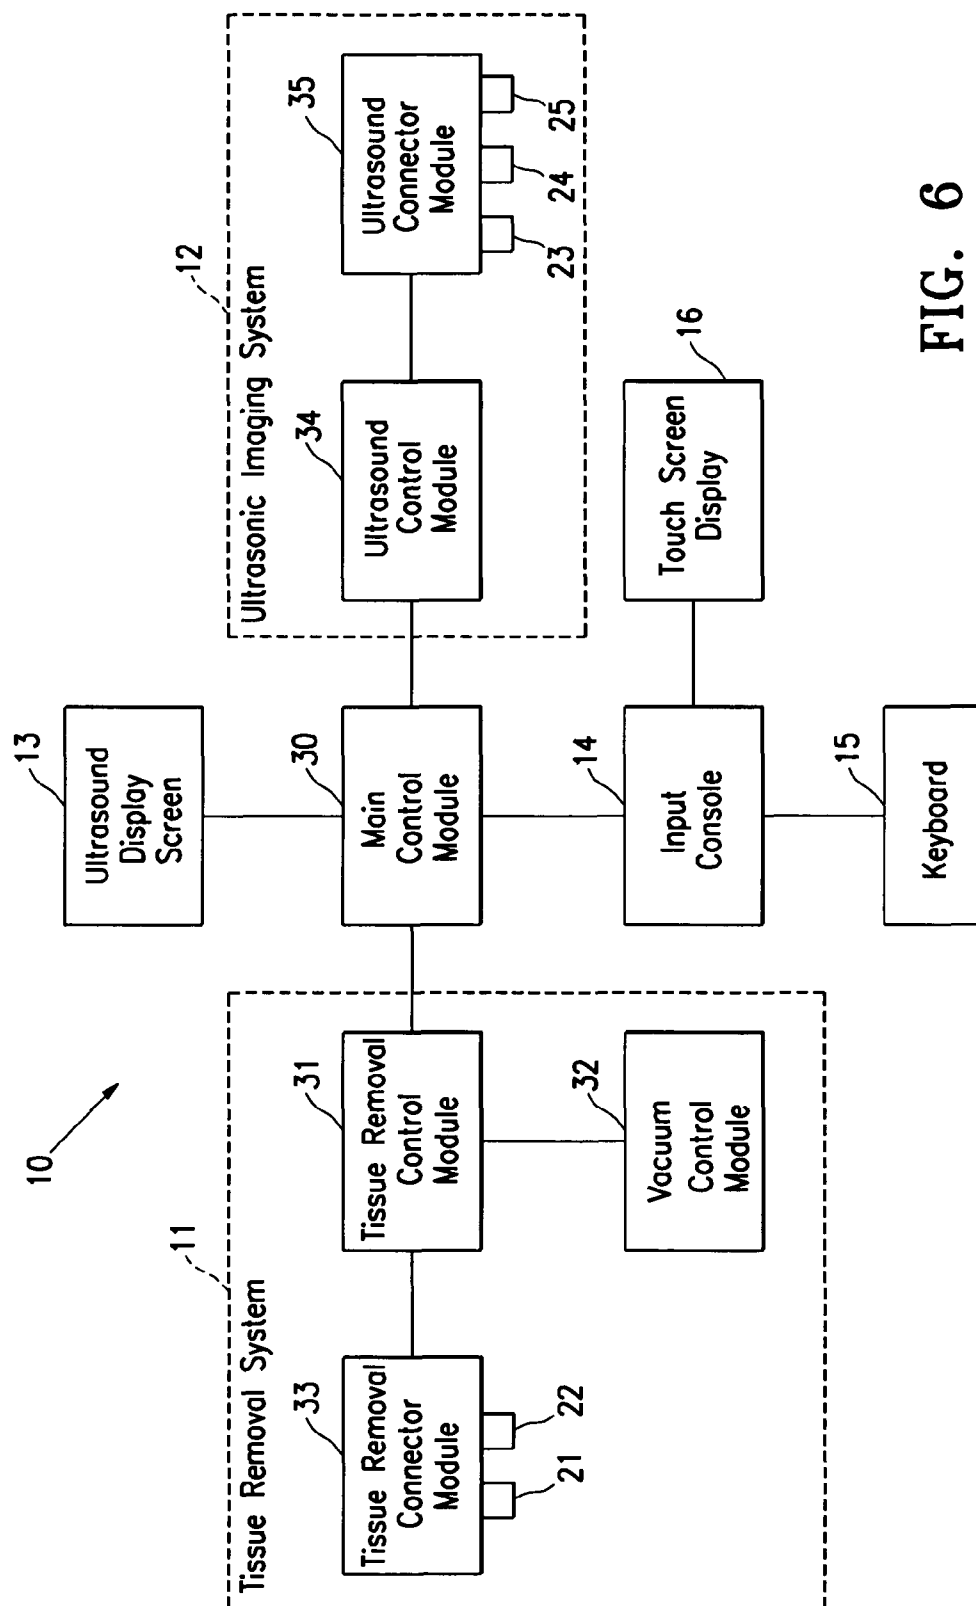 10
13
Ultrasound
Display
Screen
11
Tissue Removal System
33
Tissue Removal
Connector
Module
21
22
31
Tissue Removal
Control
Module
32
Vacuum
Control
Module
30
Main
Control
Module
14
Input
Console
15
Keyboard
12
Ultrasonic Imaging System
34
Ultrasound
Control
Module
35
Ultrasound
Connector
Module
23
24
25
16
Touch Screen
Display
FIG. 6